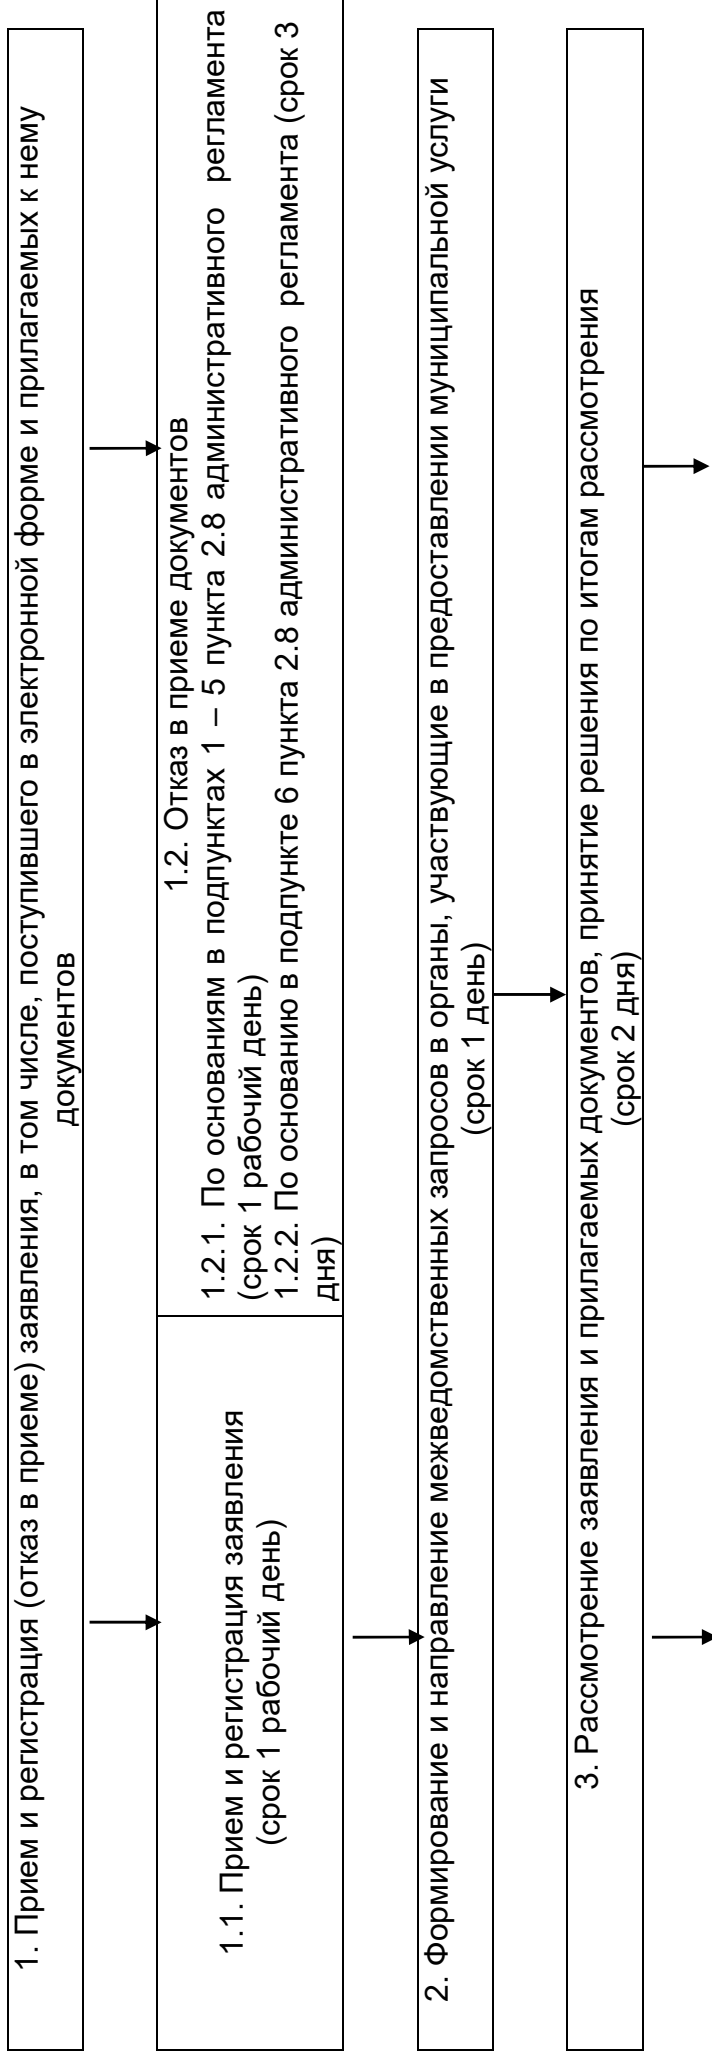 1. Прием и регистрация (отказ в приеме) заявления, в том числе, поступившего в электронной форме и прилагаемых к нему
документов
1.1. Прием и регистрация заявления
(срок 1 рабочий день)
1.2. Отказ в приеме документов
1.2.1. По основаниям в подпунктах 1 – 5 пункта 2.8 административного регламента
(срок 1 рабочий день)
1.2.2. По основанию в подпункте 6 пункта 2.8 административного регламента (срок 3
дня)
2. Формирование и направление межведомственных запросов в органы, участвующие в предоставлении муниципальной услуги
(срок 1 день)
3. Рассмотрение заявления и прилагаемых документов, принятие решения по итогам рассмотрения
(срок 2 дня)